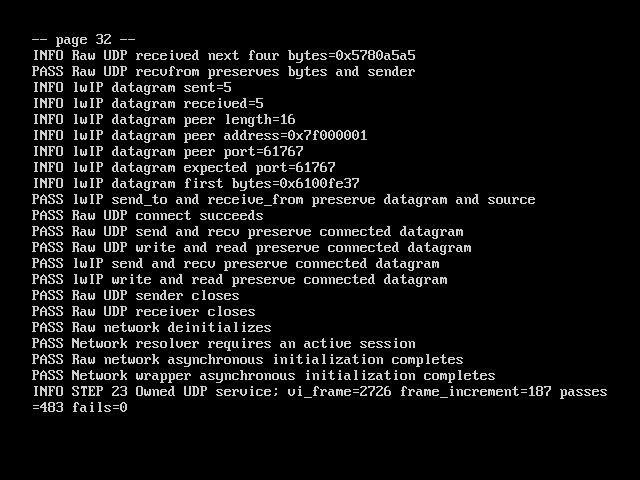 -- page 32 --
INFO Raw UDP received next four bytes=0x5780a5a5
PASS Raw UDP recvfrom preserves bytes and sender
INFO lwIP datagram sent=5
INFO lwIP datagram received=5
INFO lwIP datagram peer length=16
INFO lwIP datagram peer address=0x7f000001
INFO lwIP datagram peer port=61767
INFO lwIP datagram expected port=61767
INFO lwIP datagram first bytes=0x6100fe37
PASS lwIP send_to and receive_from preserve datagram and source
PASS Raw UDP connect succeeds
PASS Raw UDP send and recv preserve connected datagram
PASS Raw UDP write and read preserve connected datagram
PASS lwIP send and recv preserve connected datagram
PASS lwIP write and read preserve connected datagram
PASS Raw UDP sender closes
PASS Raw UDP receiver closes
PASS Raw network deinitializes
PASS Network resolver requires an active session
PASS Raw network asynchronous initialization completes
PASS Network wrapper asynchronous initialization completes
INFO STEP 23 Owned UDP service; vi_frame=2726 frame_increment=187 passes
=483 fails=0